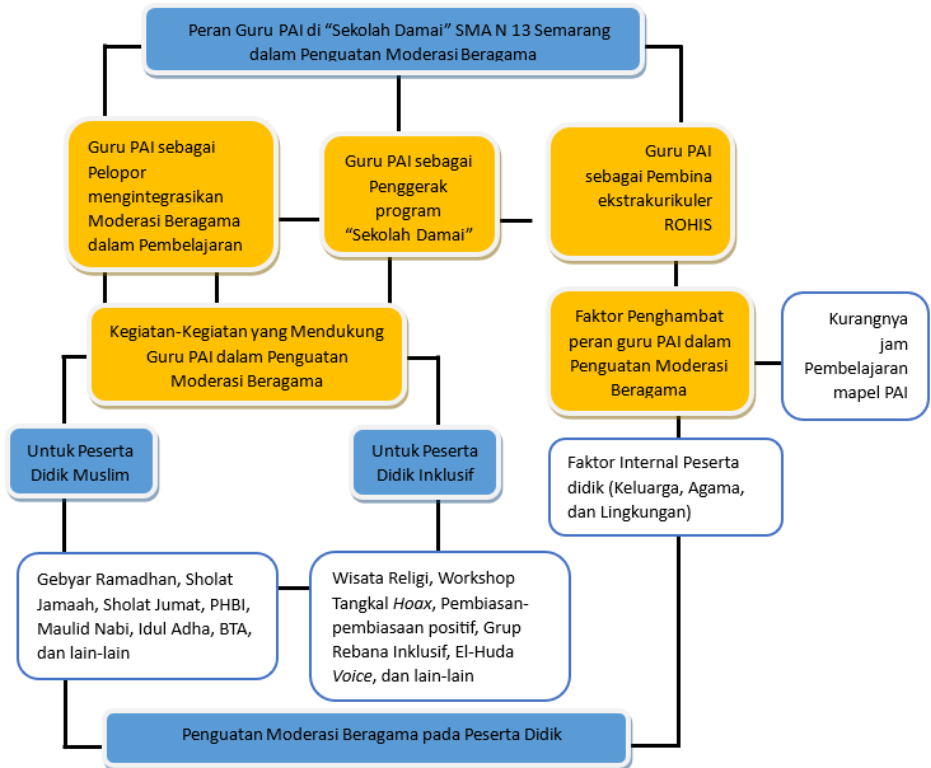 Peran Guru PAI di “Sekolah Damai” SMA N 13 Semarang
dalam Penguatan Moderasi Beragama
Guru PAI sebagai
Pelopor
mengintegrasikan
Moderasi Beragama
dalam Pembelajaran
Guru PAI sebagai
Penggerak
program
“Sekolah Damai”
Guru PAI
sebagai Pembina
ekstrakurikuler
ROHIS
Kegiatan-Kegiatan yang Mendukung
Guru PAI dalam Penguatan
Moderasi Beragama
Faktor Penghambat
peran guru PAI dalam
Penguatan Moderasi
Beragama
Kurangnya
jam
Pembelajaran
mapel PAI
Untuk Peserta
Didik Muslim
Untuk Peserta
Didik Inklusif
Faktor Internal Peserta
didik (Keluarga, Agama,
dan Lingkungan)
Gebyar Ramadhan, Sholat
Jamaah, Sholat Jumat, PHBI,
Maulid Nabi, Idul Adha, BTA,
dan lain-lain
Wisata Religi, Workshop
Tangkal Hoax, Pembiasan-
pembiasaan positif, Grup
Rebana Inklusif, El-Huda
Voice, dan lain-lain
Penguatan Moderasi Beragama pada Peserta Didik